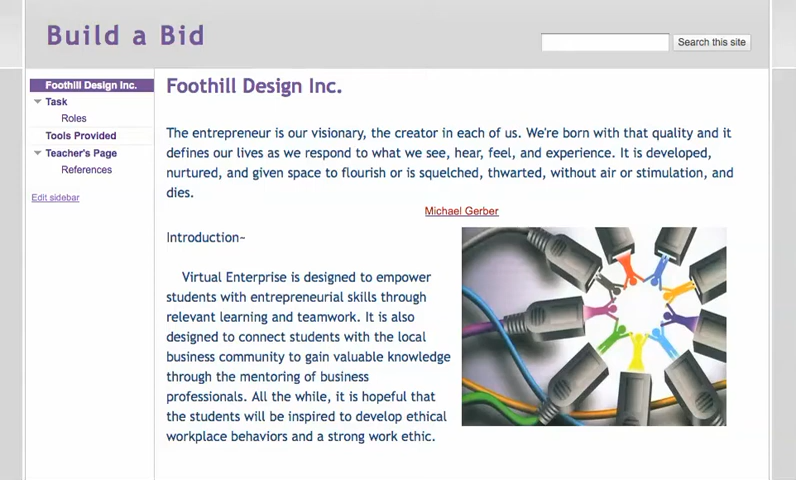 Build a Bid
Search this site
Foothill Design Inc.
Task
Roles
Tools Provided
Teacher's Page
References
Edit sidebar
Foothill Design Inc.
The entrepreneur is our visionary, the creator in each of us. We're born with that quality and it
defines our lives as we respond to what we see, hear, feel, and experience. It is developed,
nurtured, and given space to flourish or is squelched, thwarted, without air or stimulation, and
dies.
Michael Gerber
Introduction~
Virtual Enterprise is designed to empower
students with entrepreneurial skills through
relevant learning and teamwork. It is also
designed to connect students with the local
business community to gain valuable knowledge
through the mentoring of business
professionals. All the while, it is hopeful that
the students will be inspired to develop ethical
workplace behaviors and a strong work ethic.